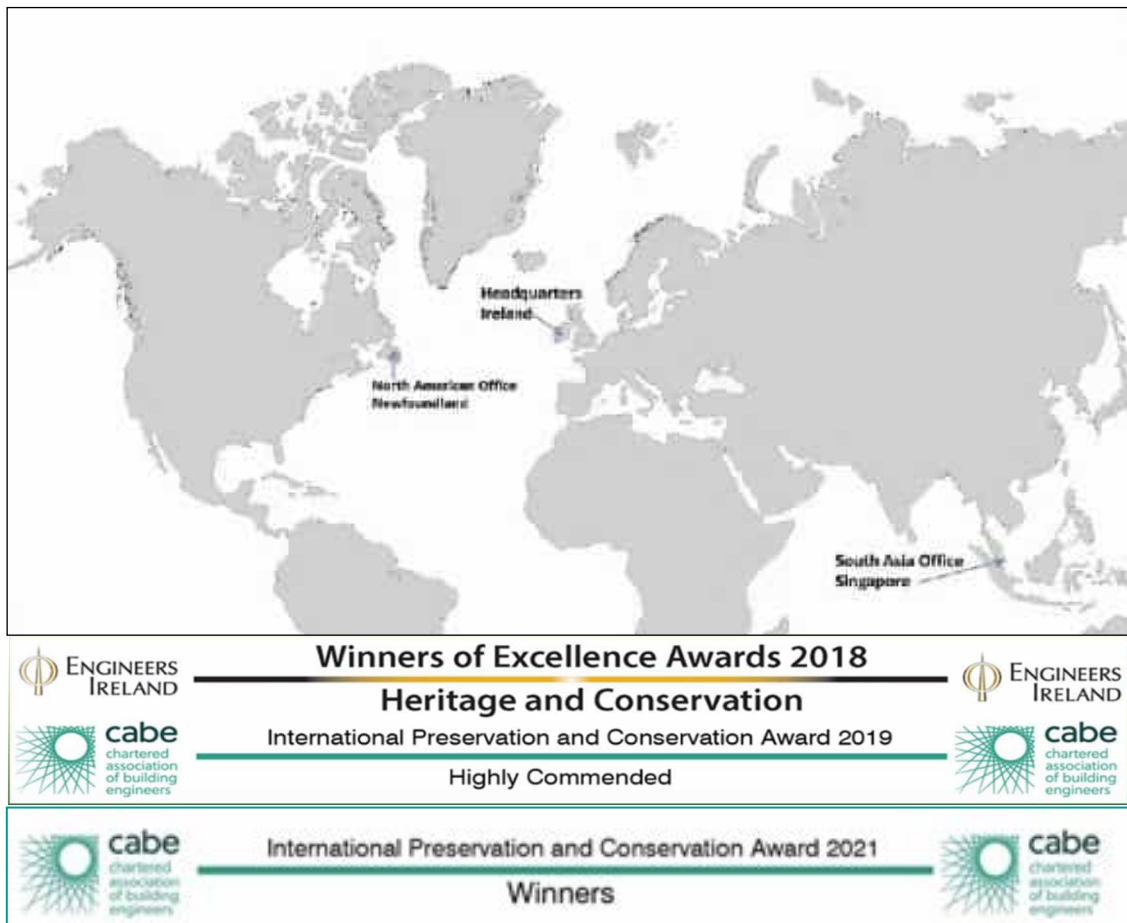 Headquarters
Ireland
North American Office
Newfoundland
South Asia Office
Singapore
ENGINEERS
IRELAND
Winners of Excellence Awards 2018
ENGINEERS
IRELAND
Heritage and Conservation
cabe
chartered
association
of building
engineers
International Preservation and Conservation Award 2019
Highly Commended
cabe
chartered
association
of building
engineers
cabe
chartered
association
of building
engineers
International Preservation and Conservation Award 2021
Winners
cabe
chartered
association
of building
engineers